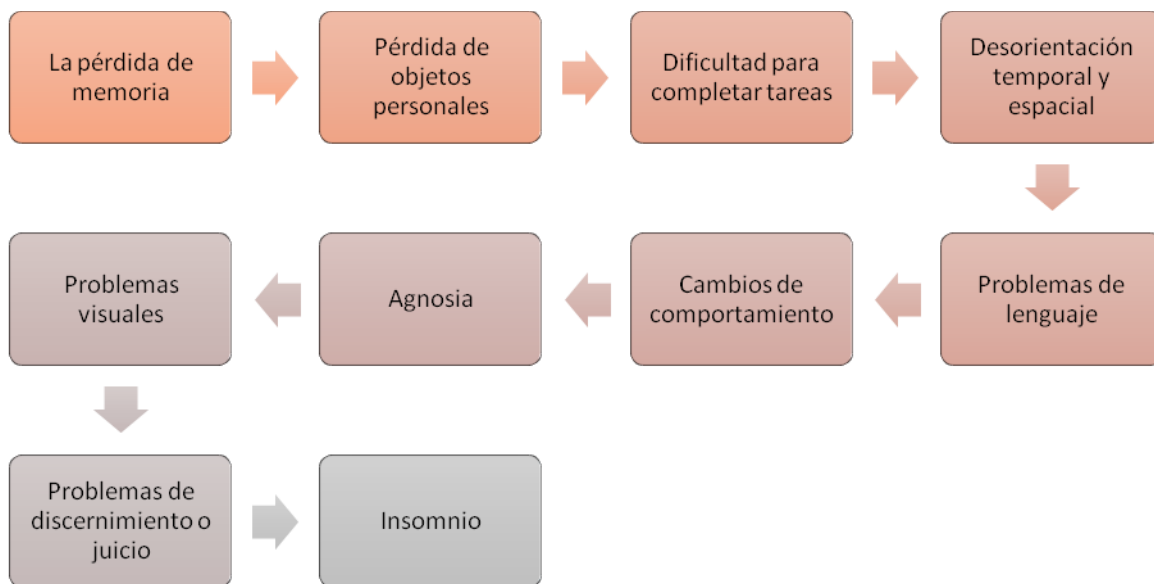 La pérdida de
memoria
Pérdida de
objetos
personales
Dificultad para
completar tareas
Desorientación
temporal y
espacial
Problemas de
lenguaje
Cambios de
comportamiento
Agnosia
Problemas
visuales
Problemas de
discernimiento o
juicio
Insomnio